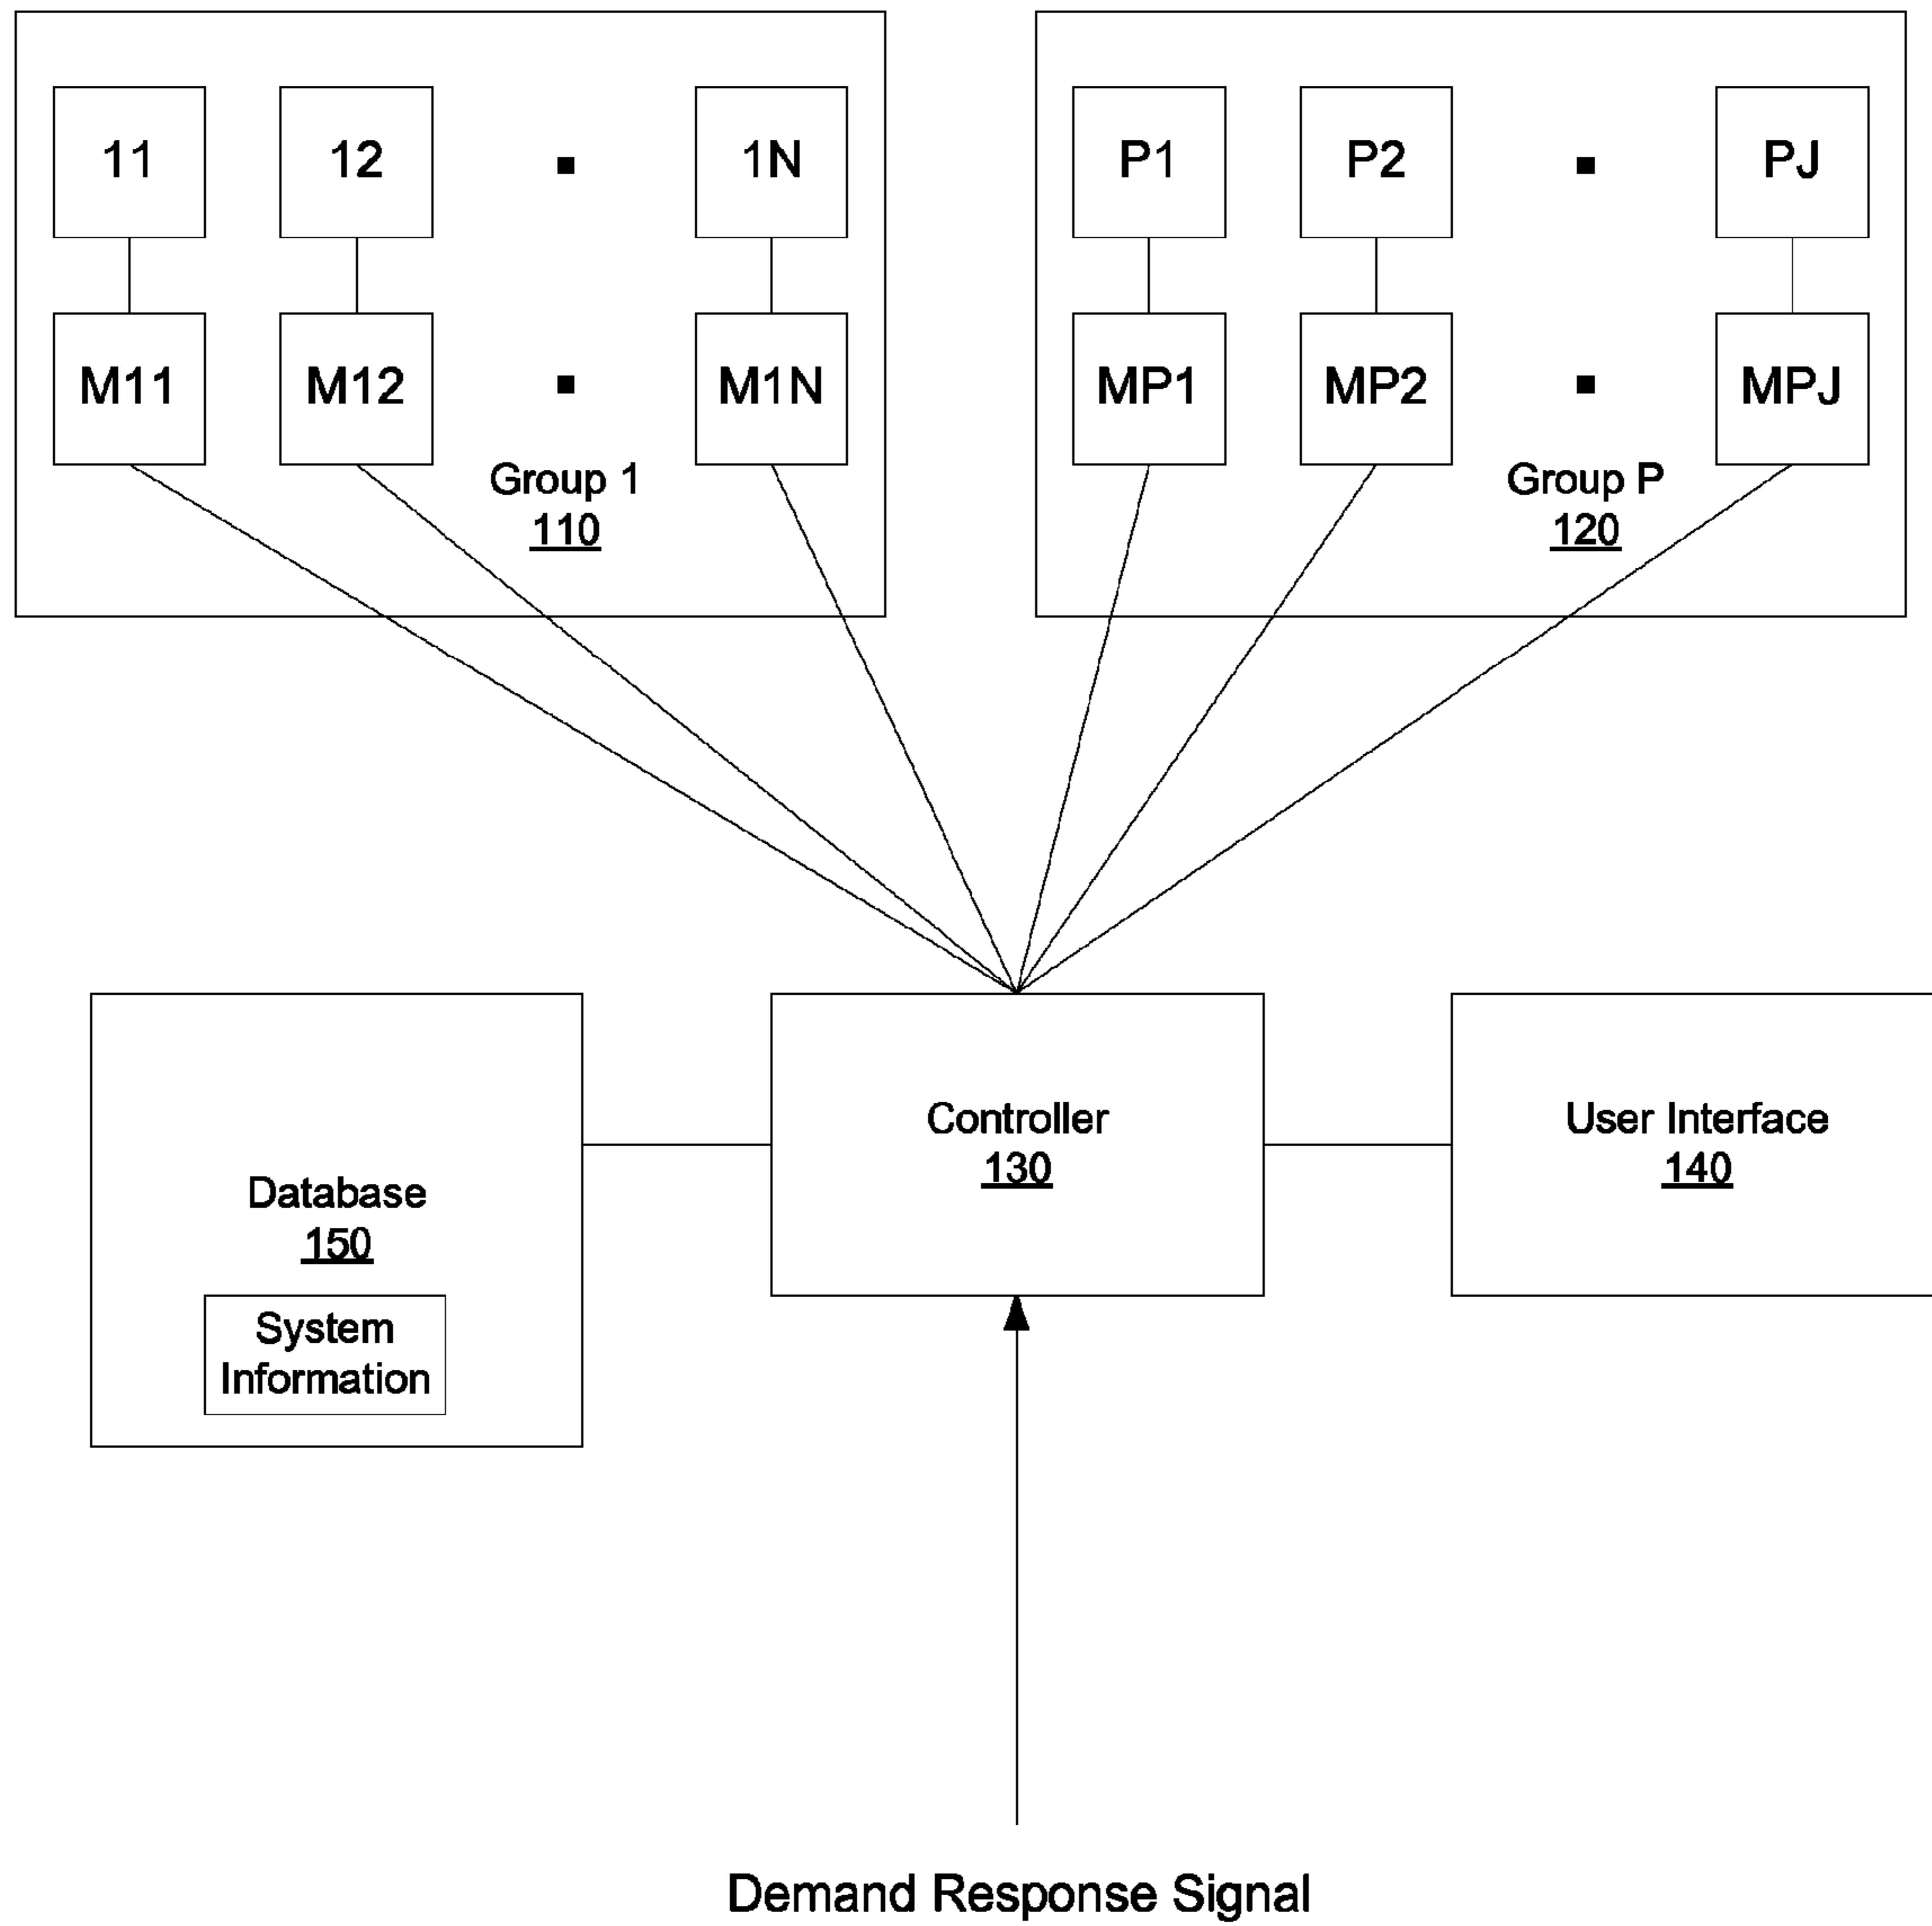 11
12
1N
P1
P2
PJ
M11
M12
M1N
MP1
MP2
MPJ
Group 1
110
Group P
120
Controller
130
User Interface
140
Database
150
System
Information
Demand Response Signal